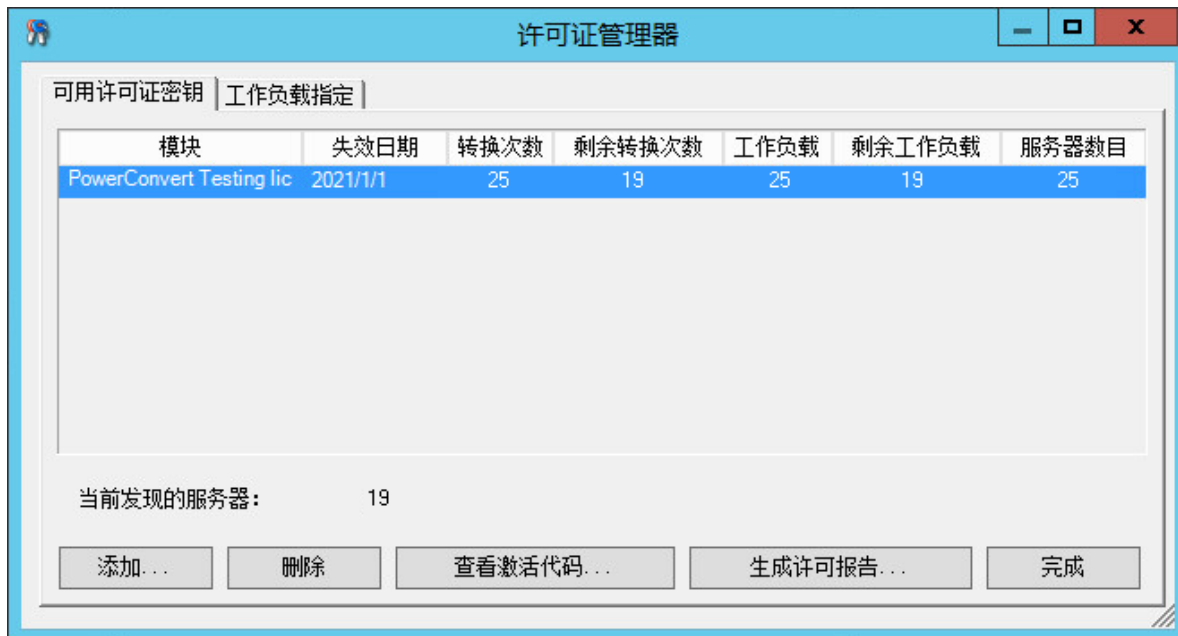 许可证管理器
可用许可证密钥 工作负载指定
模块 失效日期 转换次数 剩余转换次数 工作负载 剩余工作负载 服务器数目
PowerConvert Testing lic 2021/1/1 25 19 25 19 25
当前发现的服务器: 19
添加... 删除 查看激活代码... 生成许可报告... 完成